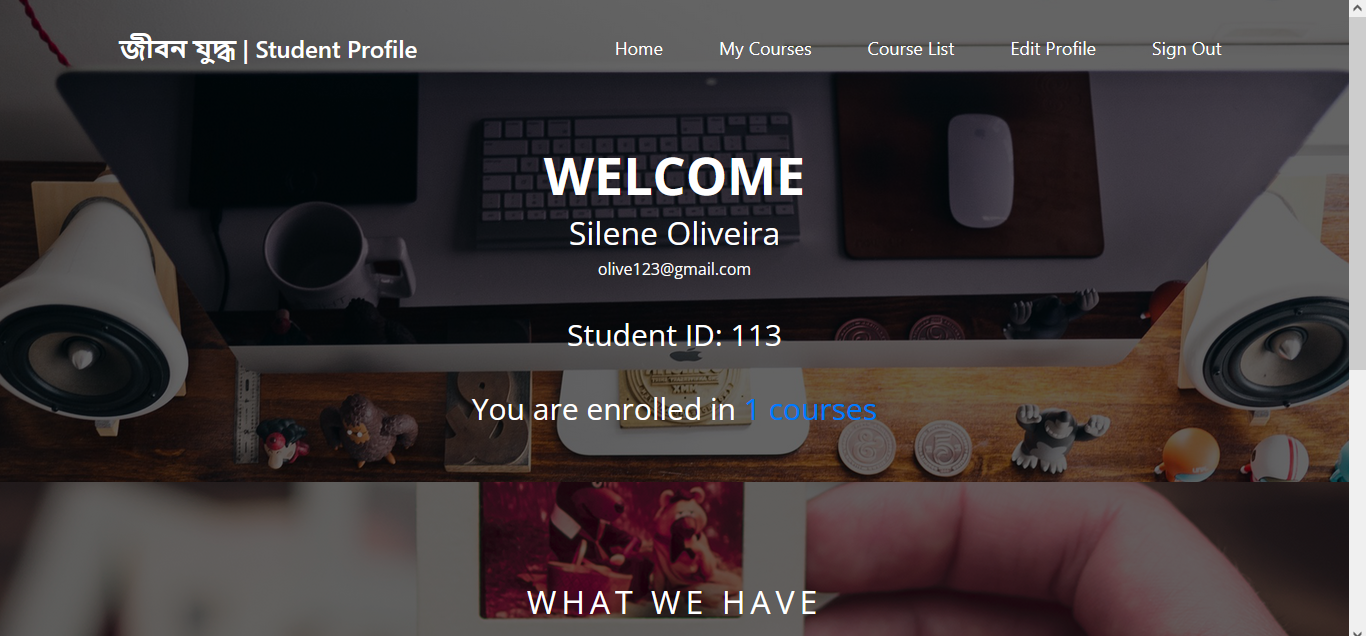 জীবন যুদ্ধ | Student Profile
Home
My Courses
Course List
Edit Profile
Sign Out
WELCOME
Silene Oliveira
olive123@gmail.com
Student ID: 113
You are enrolled in 1 courses
WHAT WE HAVE